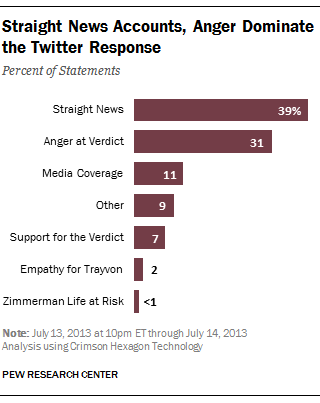 Straight News Accounts, Anger Dominate
the Twitter Response
Percent of Statements
Straight News 39%
Anger at Verdict 31
Media Coverage 11
Other 9
Support for the Verdict 7
Empathy for Trayvon 2
Zimmerman Life at Risk <1
Note: July 13, 2013 at 10pm ET through July 14, 2013
Analysis using Crimson Hexagon Technology
PEW RESEARCH CENTER